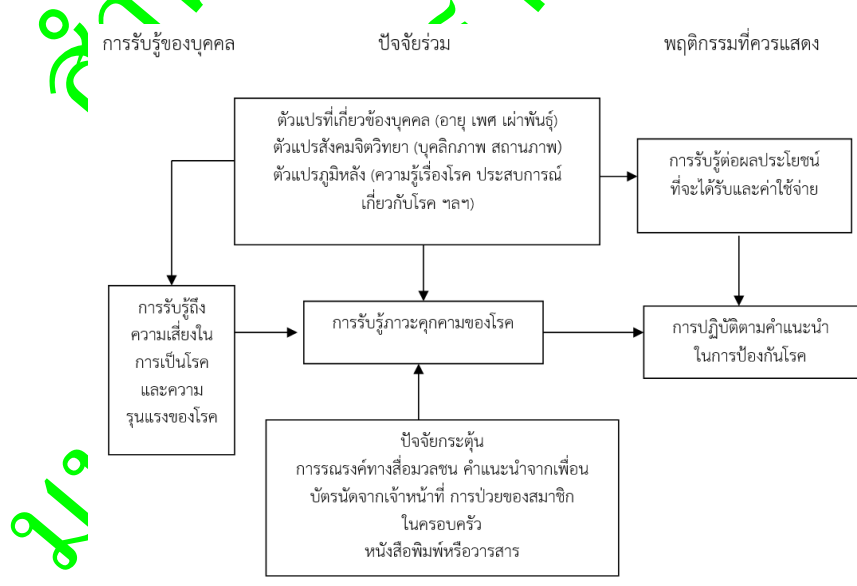 การรับรู้ของบุคคล
ปัจจัยร่วม
พฤติกรรมที่ควรแสดง
ตัวแปรที่เกี่ยวข้องบุคคล (อายุ เพศ เผ่าพันธุ์)
ตัวแปรสังคมจิตวิทยา (บุคลิกภาพ สถานภาพ)
ตัวแปรภูมิหลัง (ความรู้เรื่องโรค ประสบการณ์
เกี่ยวกับโรค ฯลฯ)
การรับรู้ต่อผลประโยชน์
ที่จะได้รับและค่าใช้จ่าย
การรับรู้ถึง
ความเสี่ยงใน
การเป็นโรค
และความ
รุนแรงของโรค
การรับรู้ภาวะคุกคามของโรค
การปฏิบัติตามคำแนะนำ
ในการป้องกันโรค
ปัจจัยกระตุ้น
การรณรงค์ทางสื่อมวลชน คำแนะนำจากเพื่อน
บัตรนัดจากเจ้าหน้าที่ การป่วยของสมาชิก
ในครอบครัว
หนังสือพิมพ์หรือวารสาร